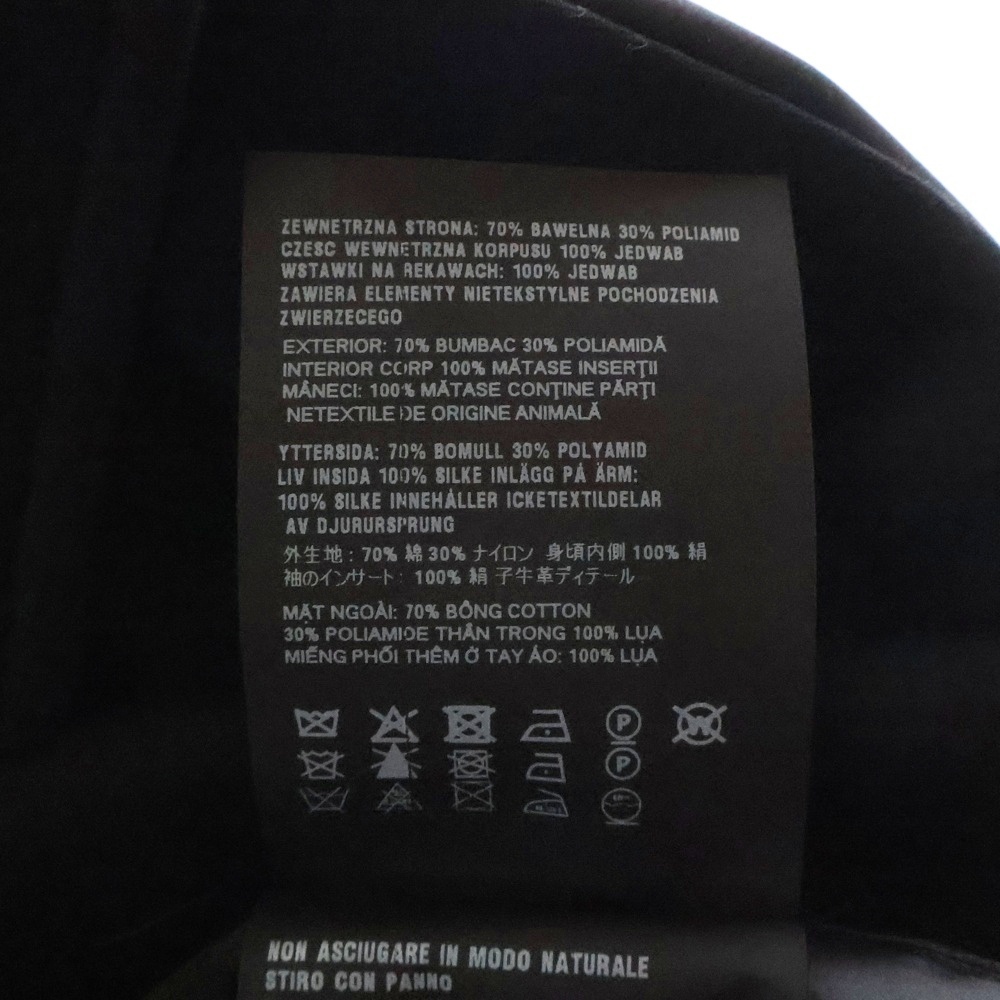 ZEWNETRZNA STRONA: 70% BAWELNA 30% POLIAMID
CZESC WEWNETRZNA KORPUSU 100% JEDWAB
WSTAWKI NA REKAWACH: 100% JEDWAB
ZAWIERA ELEMENTY NIETEKSTYLNE POCHODZENIA
ZWIERZECEGO
EXTERIOR: 70% BUMBAC 30% POLIAMIDĂ
INTERIOR CORP 100% MĂTASE INSERŢII
MÂNECI: 100% MĂTASE CONŢINE PĂRŢI
NETEXTILE DE ORIGINE ANIMALĂ
YTTERSIDA: 70% BOMULL 30% POLYAMID
LIV INSIDA 100% SILKE INLÄGG PÅ ÄRM:
100% SILKE INNEHÅLLER ICKETEXTILDELAR
AV DJURURSPRUNG
外生地 : 70% 綿 30% ナイロン 身頃内側 100% 絹
袖のインサート: 100% 絹 子牛革ディテール
MẶT NGOÀI: 70% BÔNG COTTON
30% POLIAMIDE THÂN TRONG 100% LỤA
MIẾNG PHỐI THÊM Ở TAY ÁO: 100% LỤA
P W
P
NON ASCIUGARE IN MODO NATURALE
STIRO CON PANNO